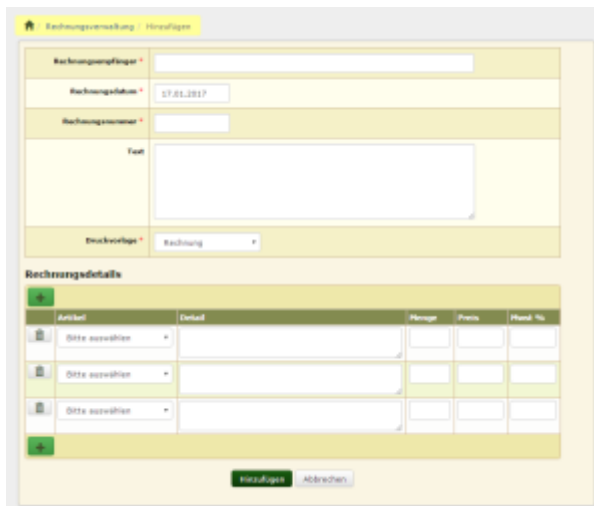 / Rechnungsverwaltung / Hinzufügen
Rechnungsempfänger *
Rechnungsdatum * 17.01.2017
Rechnungsnummer *
Text
Druckvorlage * Rechnung
Rechnungsdetails
+
Artikel Detail Menge Preis Mwst %
Bitte auswählen
Bitte auswählen
Bitte auswählen
+
Hinzufügen Abbrechen